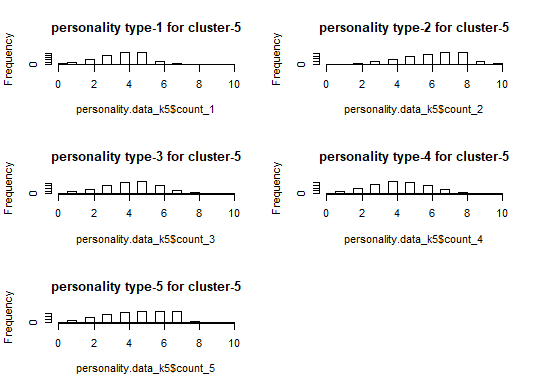 personality type-1 for cluster-5
Frequency
0
0 2 4 6 8 10
personality.data_k5$count_1
personality type-2 for cluster-5
Frequency
0
0 2 4 6 8 10
personality.data_k5$count_2
personality type-3 for cluster-5
Frequency
0
0 2 4 6 8 10
personality.data_k5$count_3
personality type-4 for cluster-5
Frequency
0
0 2 4 6 8 10
personality.data_k5$count_4
personality type-5 for cluster-5
Frequency
0
0 2 4 6 8 10
personality.data_k5$count_5